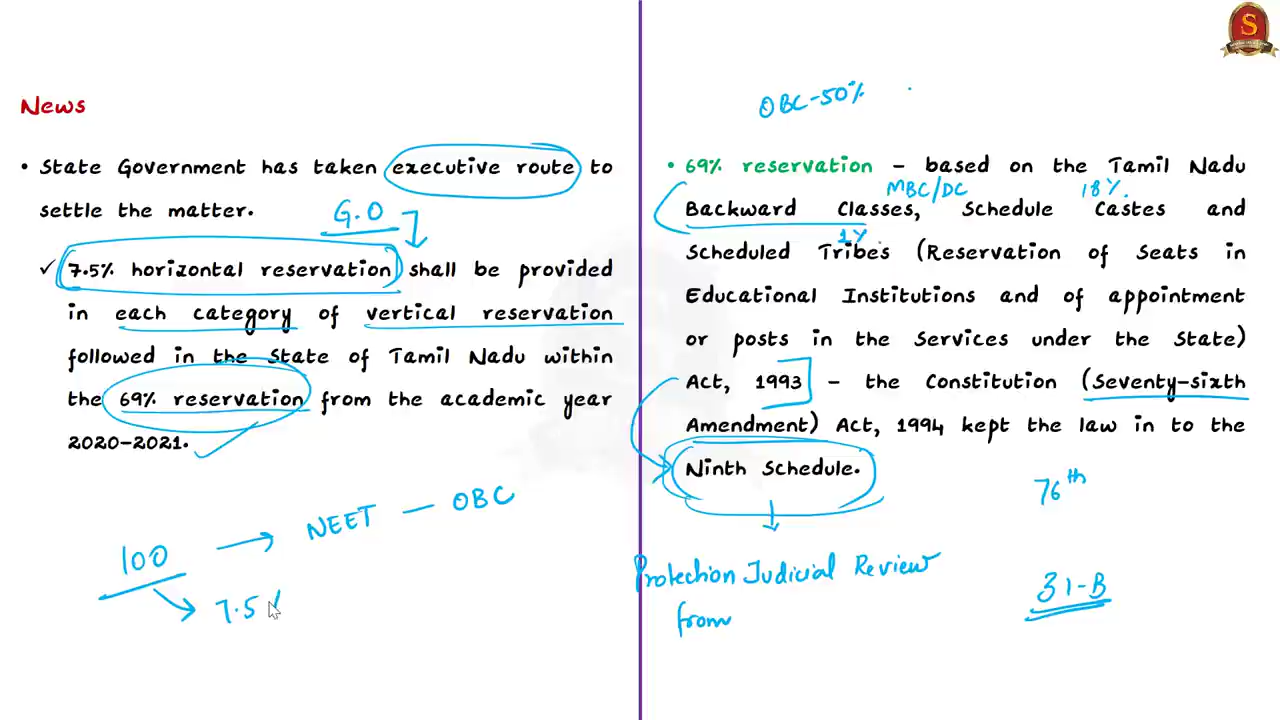 News
• State Government has taken executive route to
settle the matter.
G.O
✓ 7.5% horizontal reservation shall be provided
in each category of vertical reservation
followed in the State of Tamil Nadu within
the 69% reservation from the academic year
2020-2021.
100 → NEET — OBC
7.5%
S
OBC-50%
• 69% reservation – based on the Tamil Nadu
MBC/DC 18%.
Backward Classes, Schedule Castes and
1%
Scheduled Tribes (Reservation of Seats in
Educational Institutions and of appointment
or posts in the Services under the State)
Act, 1993 – the Constitution (Seventy-sixth
Amendment) Act, 1994 kept the law in to the
Ninth Schedule.
76th
Protection Judicial Review
from
31-B